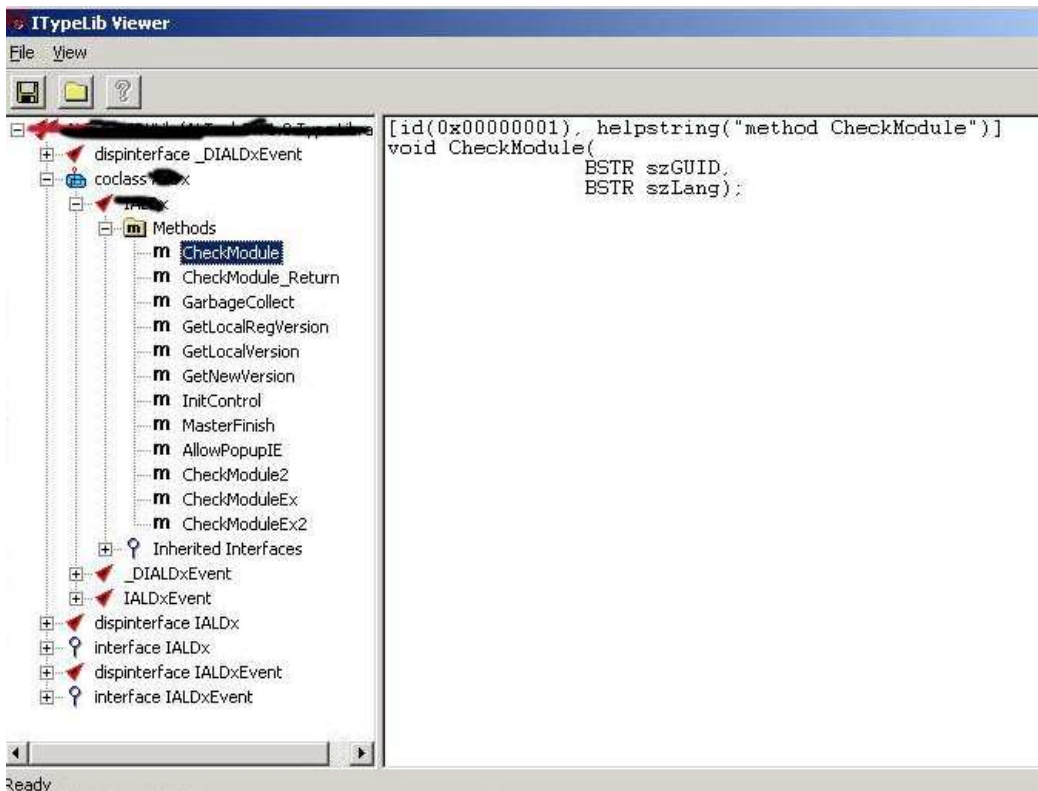 ITypeLib Viewer
File View
dispinterface _DIALDxEvent
coclass
Methods
CheckModule
CheckModule_Return
GarbageCollect
GetLocalRegVersion
GetLocalVersion
GetNewVersion
InitControl
MasterFinish
AllowPopupIE
CheckModule2
CheckModuleEx
CheckModuleEx2
Inherited Interfaces
_DIALDxEvent
IALDxEvent
dispinterface IALDx
interface IALDx
dispinterface IALDxEvent
interface IALDxEvent
[id(0x00000001), helpstring("method CheckModule")]
void CheckModule(
BSTR szGUID,
BSTR szLang);
Ready